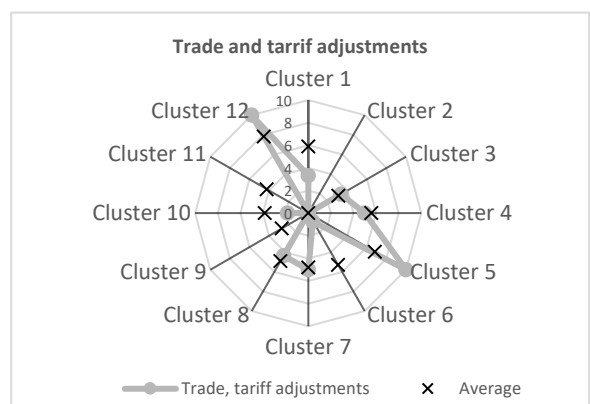 Trade and tarrif adjustments
Cluster 1
Cluster 2
Cluster 3
Cluster 4
Cluster 5
Cluster 6
Cluster 7
Cluster 8
Cluster 9
Cluster 10
Cluster 11
Cluster 12
10
8
6
4
2
0
Trade, tariff adjustments
Average